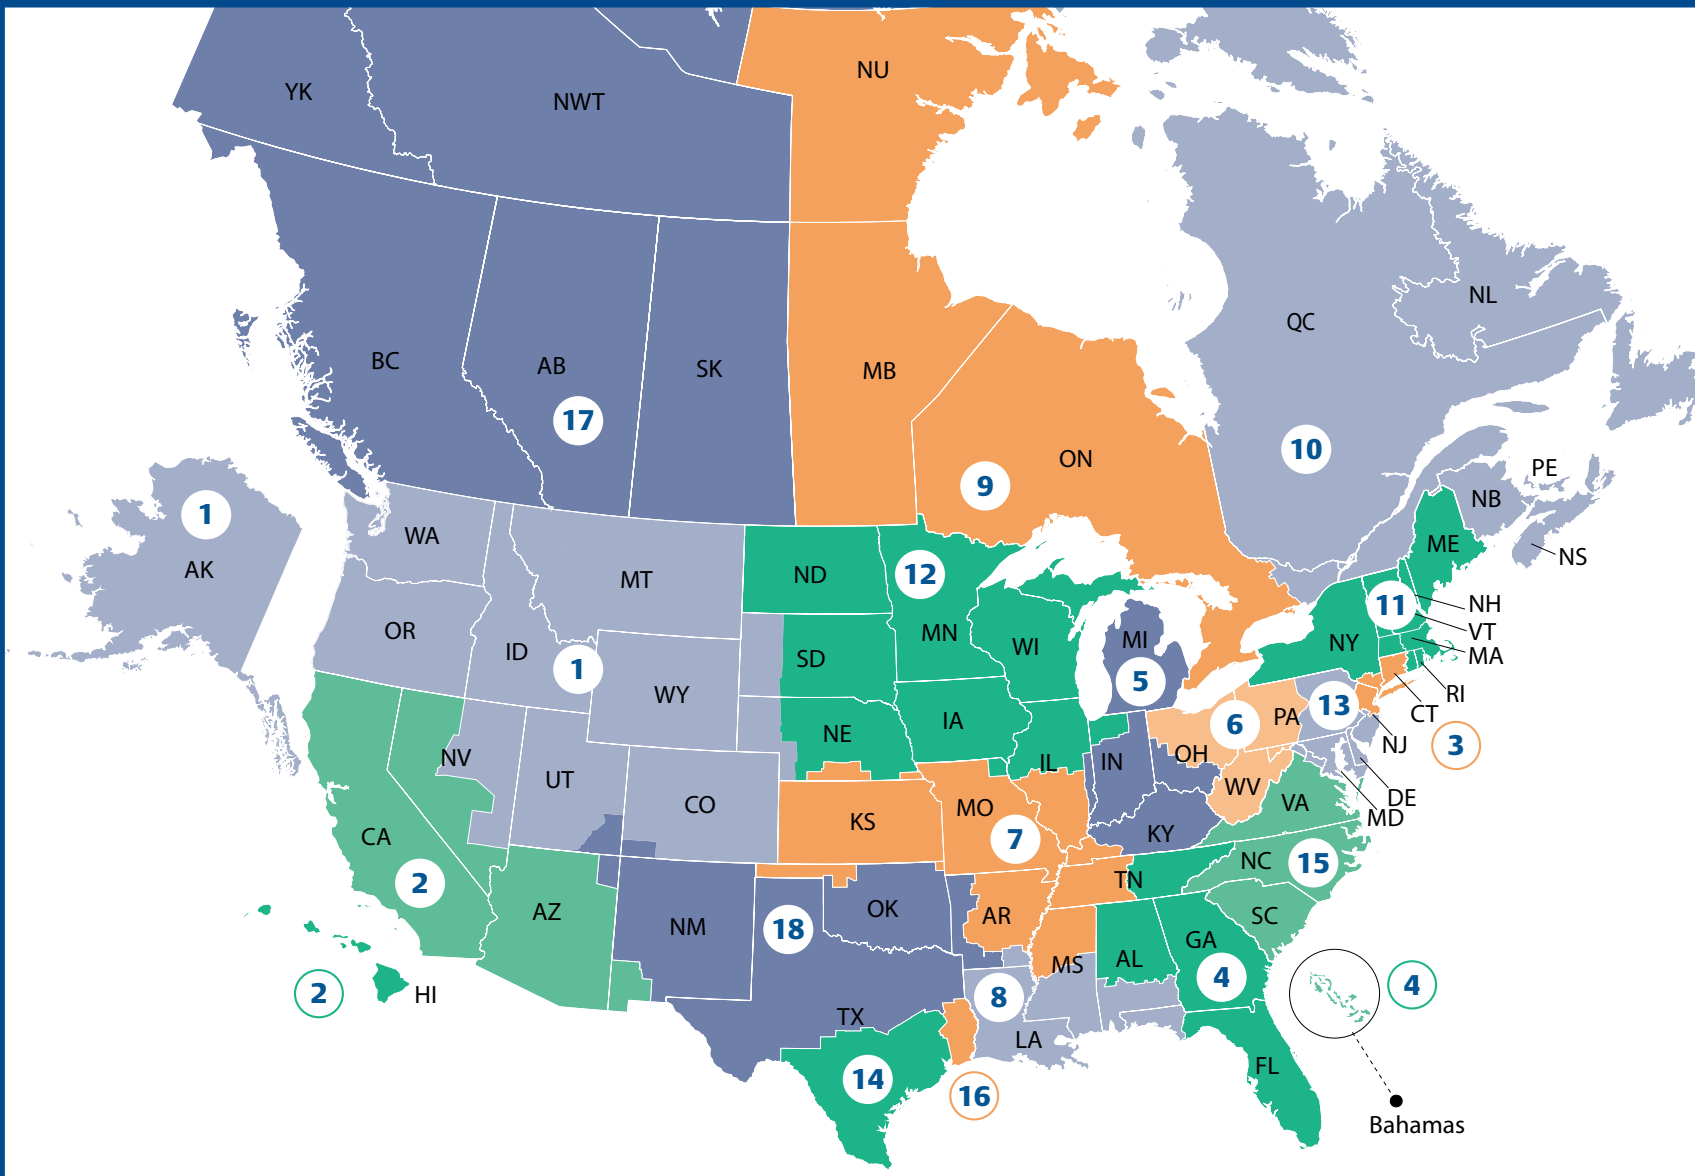 NU
YK
NWT
NL
QC
BC
AB
SK
MB
17
10
ON
9
PE
NB
1
AK
WA
NS
ME
ND
12
MT
11
NH
OR
MN
WI
MI
NY
VT
ID
1
SD
MA
WY
5
RI
13
CT
IA
PA
6
NE
NJ
3
NV
OH
UT
IL
IN
WV
DE
CO
VA
MD
MO
KS
CA
7
KY
NC
15
2
TN
AZ
OK
AR
SC
NM
18
GA
AL
MS
4
4
2
HI
8
TX
LA
FL
14
16
Bahamas